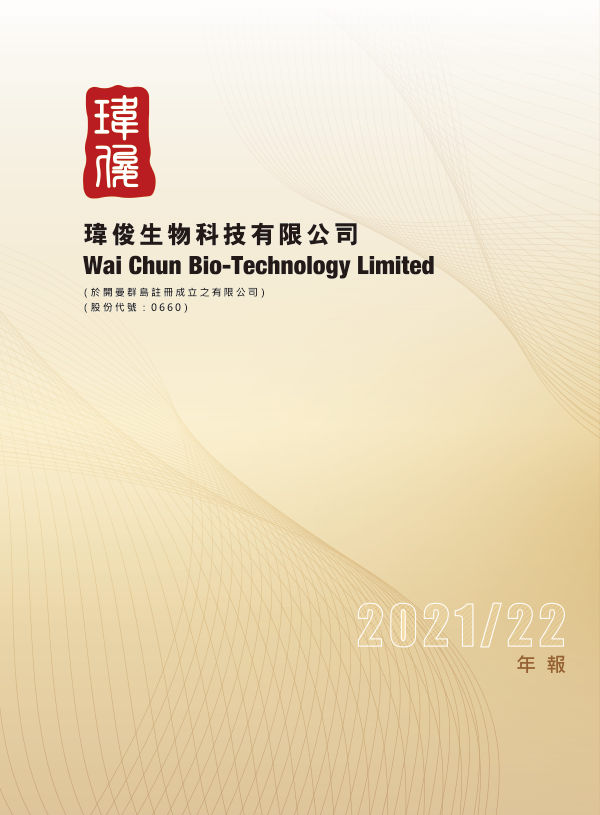 瑋
俊
瑋俊生物科技有限公司
Wai Chun Bio-Technology Limited
(於開曼群島註冊成立之有限公司)
(股份代號：0660)
2021/22
年報